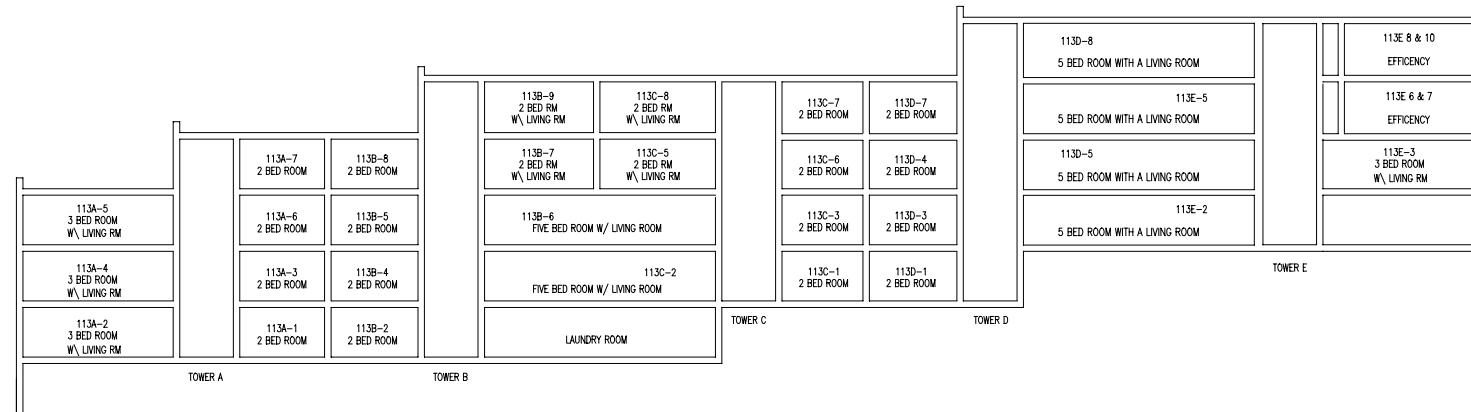 113D-8
5 BED ROOM WITH A LIVING ROOM
113E 8 & 10
EFFICENCY
113B-9
2 BED RM
W\ LIVING RM
113C-8
2 BED RM
W\ LIVING RM
113C-7
2 BED ROOM
113D-7
2 BED ROOM
113E-5
5 BED ROOM WITH A LIVING ROOM
113E 6 & 7
EFFICENCY
113A-7
2 BED ROOM
113B-8
2 BED ROOM
113B-7
2 BED RM
W\ LIVING RM
113C-5
2 BED RM
W\ LIVING RM
113C-6
2 BED ROOM
113D-4
2 BED ROOM
113D-5
5 BED ROOM WITH A LIVING ROOM
113E-3
3 BED ROOM
W\ LIVING RM
113A-5
3 BED ROOM
W\ LIVING RM
113A-6
2 BED ROOM
113B-5
2 BED ROOM
113B-6
FIVE BED ROOM W/ LIVING ROOM
113C-3
2 BED ROOM
113D-3
2 BED ROOM
113E-2
5 BED ROOM WITH A LIVING ROOM
113A-4
3 BED ROOM
W\ LIVING RM
113A-3
2 BED ROOM
113B-4
2 BED ROOM
113C-2
FIVE BED ROOM W/ LIVING ROOM
113C-1
2 BED ROOM
113D-1
2 BED ROOM
TOWER E
113A-2
3 BED ROOM
W\ LIVING RM
113A-1
2 BED ROOM
113B-2
2 BED ROOM
LAUNDRY ROOM
TOWER C
TOWER D
TOWER A
TOWER B